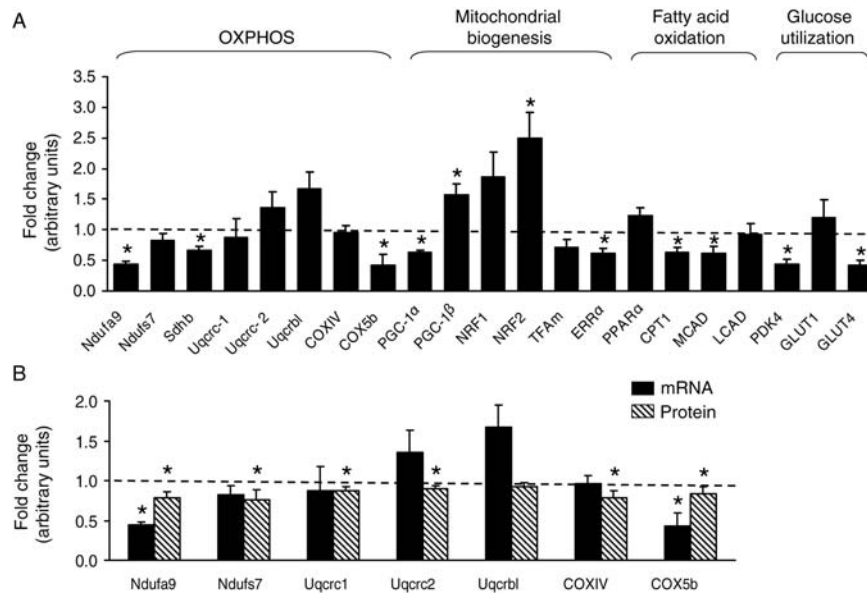 A
OXPHOS
Mitochondrial
biogenesis
Fatty acid
oxidation
Glucose
utilization
Fold change
(arbitrary units)
3.5
3.0
2.5
2.0
1.5
1.0
0.5
0.0
* * * * * * * * * * *
Ndufa9 Ndufs7 Sdhb Uqcrc-1 Uqcrc-2 Uqcrbl COXIV COX5b PGC-1α PGC-1β NRF1 NRF2 TFAm ERRα PPARα CPT1 MCAD LCAD PDK4 GLUT1 GLUT4
B
mRNA
Protein
Fold change
(arbitrary units)
2.0
1.5
1.0
0.5
0.0
* * * * * * * *
Ndufa9 Ndufs7 Uqcrc1 Uqcrc2 Uqcrbl COXIV COX5b